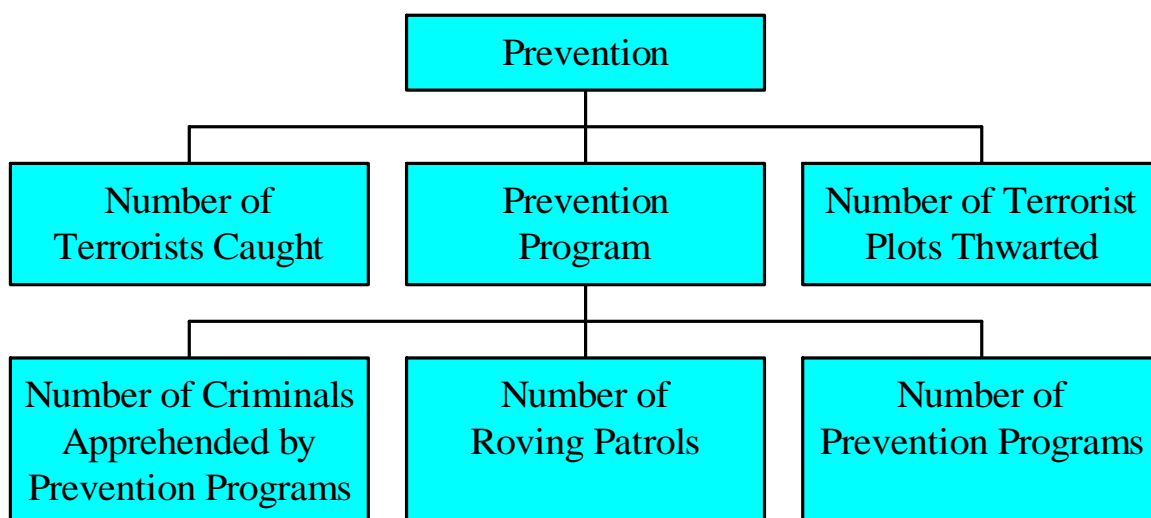 Prevention
Number of
Terrorists Caught
Prevention
Program
Number of Terrorist
Plots Thwarted
Number of Criminals
Apprehended by
Prevention Programs
Number of
Roving Patrols
Number of
Prevention Programs